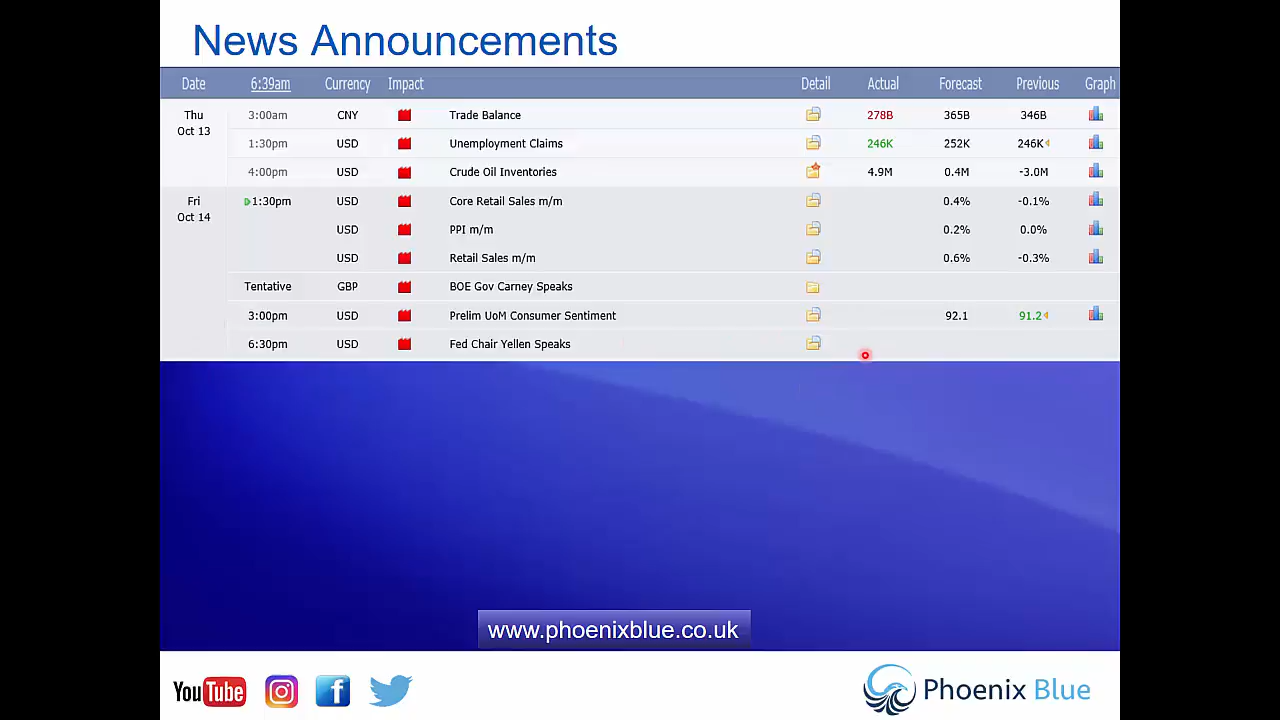 News Announcements
Date 6:39am Currency Impact Detail Actual Forecast Previous Graph
Thu Oct 13 3:00am CNY Trade Balance 278B 365B 346B
1:30pm USD Unemployment Claims 246K 252K 246K
4:00pm USD Crude Oil Inventories 4.9M 0.4M -3.0M
Fri Oct 14 1:30pm USD Core Retail Sales m/m 0.4% -0.1%
USD PPI m/m 0.2% 0.0%
USD Retail Sales m/m 0.6% -0.3%
Tentative GBP BOE Gov Carney Speaks
3:00pm USD Prelim UoM Consumer Sentiment 92.1 91.2
6:30pm USD Fed Chair Yellen Speaks
www.phoenixblue.co.uk
YouTube f Phoenix Blue